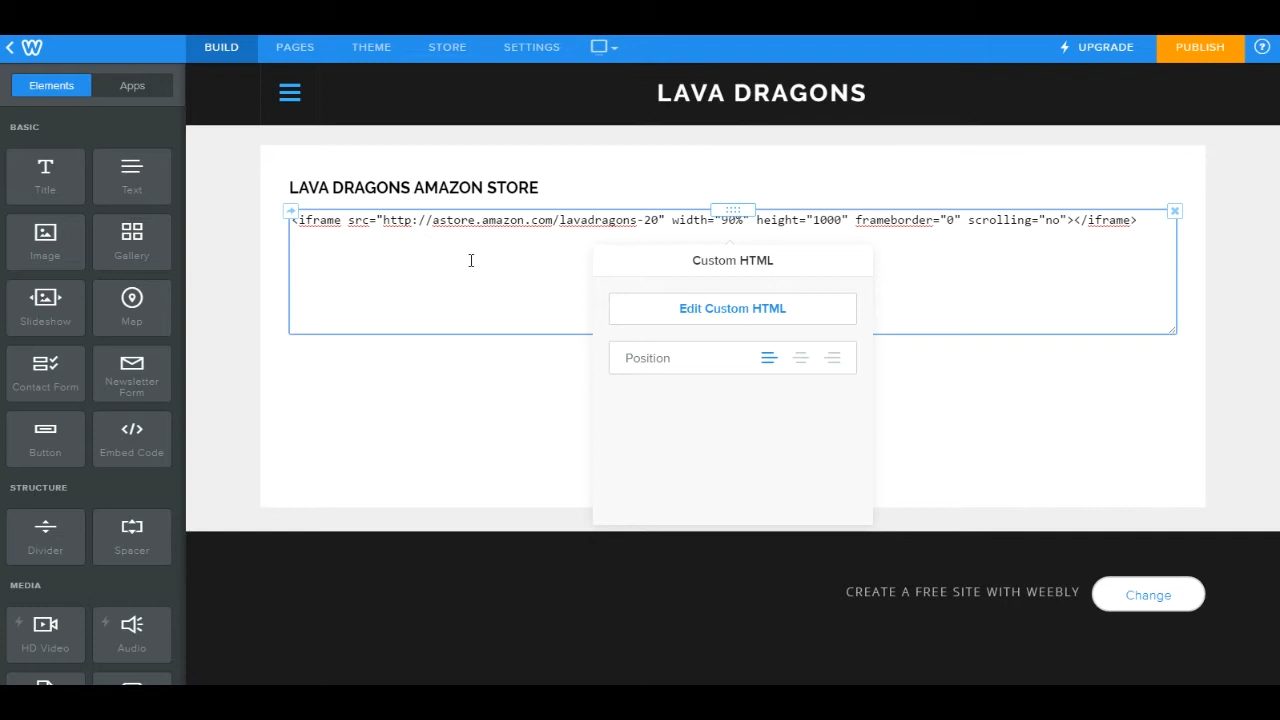 BUILD PAGES THEME STORE SETTINGS UPGRADE PUBLISH ?
Elements Apps
LAVA DRAGONS
BASIC
Title Text
Image Gallery
Slideshow Map
Contact Form Newsletter Form
Button Embed Code
STRUCTURE
Divider Spacer
MEDIA
HD Video Audio
LAVA DRAGONS AMAZON STORE
<iframe src="http://astore.amazon.com/lavadragons-20" width="90%" height="1000" frameborder="0" scrolling="no"></iframe>
Custom HTML
Edit Custom HTML
Position
CREATE A FREE SITE WITH WEEBLY Change